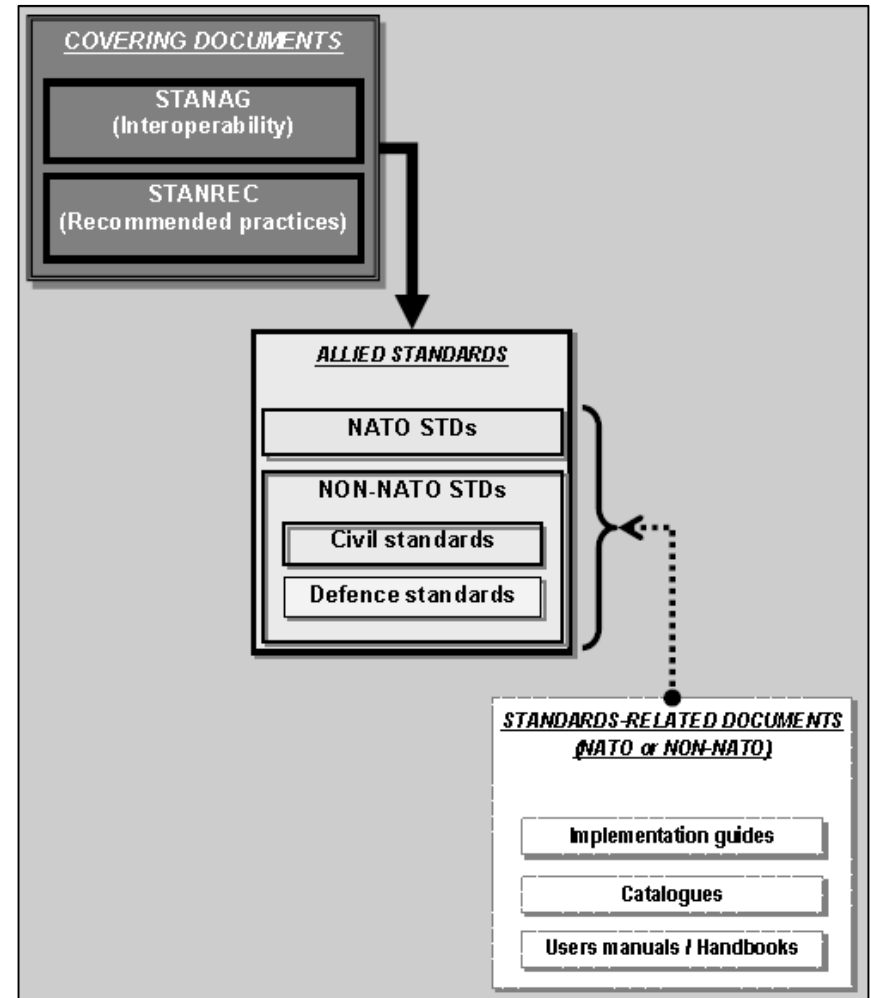 COVERING DOCUMENTS
STANAG
(Interoperability)
STANREC
(Recommended practices)
ALLIED STANDARDS
NATO STDs
NON-NATO STDs
Civil standards
Defence standards
STANDARDS-RELATED DOCUMENTS
(NATO or NON-NATO)
Implementation guides
Catalogues
Users manuals / Handbooks